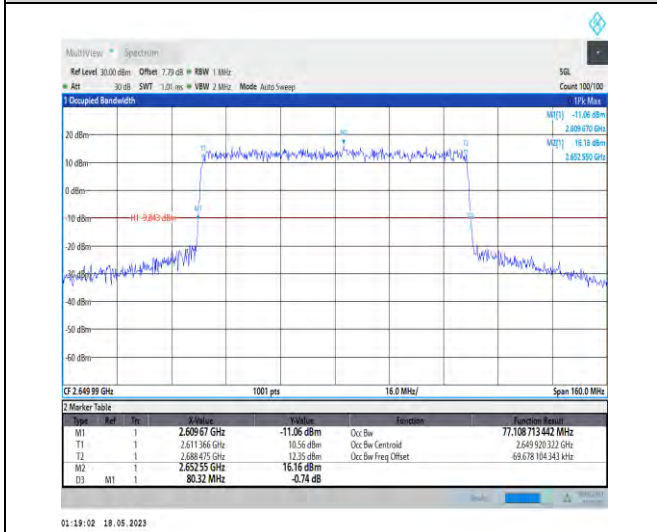 MultiView Spectrum
Ref Level 30.00 dBm Offset 7.79 dB RBW 1 MHz SGL
Att 30 dB SWT 1.01 ms VBW 2 MHz Mode Auto Sweep Count 100/100
1 Occupied Bandwidth 1Pk Max
M1[1] -11.06 dBm
2.609 670 GHz
M2[1] 16.16 dBm
2.652 550 GHz
20 dBm
M2
T1 T2
10 dBm
0 dBm
M1
-10 dBm H1 -9.843 dBm
-20 dBm
-30 dBm
-40 dBm
-50 dBm
-60 dBm
CF 2.649 99 GHz 1001 pts 16.0 MHz/ Span 160.0 MHz
2 Marker Table
Type Ref Trc X-Value Y-Value Function Function Result
M1 1 2.609 67 GHz -11.06 dBm Occ Bw 77.108 713 442 MHz
T1 1 2.611 366 GHz 10.56 dBm Occ Bw Centroid 2.649 920 322 GHz
T2 1 2.688 475 GHz 12.35 dBm Occ Bw Freq Offset -69.678 104 343 kHz
M2 1 2.652 55 GHz 16.16 dBm
D3 M1 1 80.32 MHz -0.74 dB
01:19:02 18.05.2023